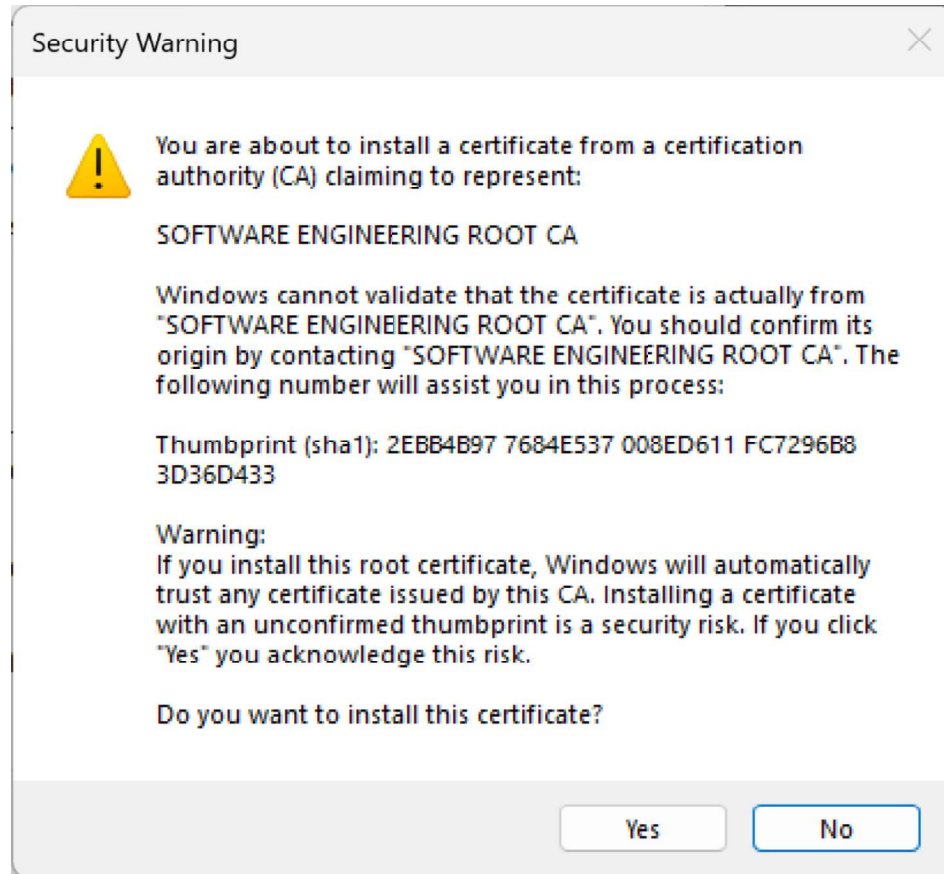 Security Warning
You are about to install a certificate from a certification
authority (CA) claiming to represent:
SOFTWARE ENGINEERING ROOT CA
Windows cannot validate that the certificate is actually from
"SOFTWARE ENGINEERING ROOT CA". You should confirm its
origin by contacting "SOFTWARE ENGINEERING ROOT CA". The
following number will assist you in this process:
Thumbprint (sha1): 2EBB4B97 7684E537 008ED611 FC7296B8
3D36D433
Warning:
If you install this root certificate, Windows will automatically
trust any certificate issued by this CA. Installing a certificate
with an unconfirmed thumbprint is a security risk. If you click
"Yes" you acknowledge this risk.
Do you want to install this certificate?
Yes No